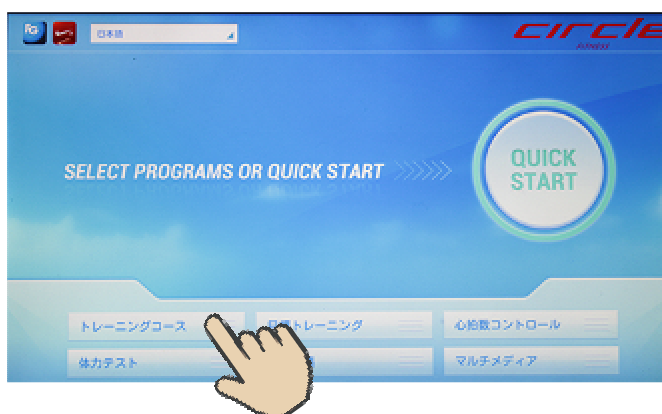 日本語
circle
FITNESS
SELECT PROGRAMS OR QUICK START
QUICK
START
トレーニングコース
トレーニング
心拍数コントロール
体力テスト
マルチメディア